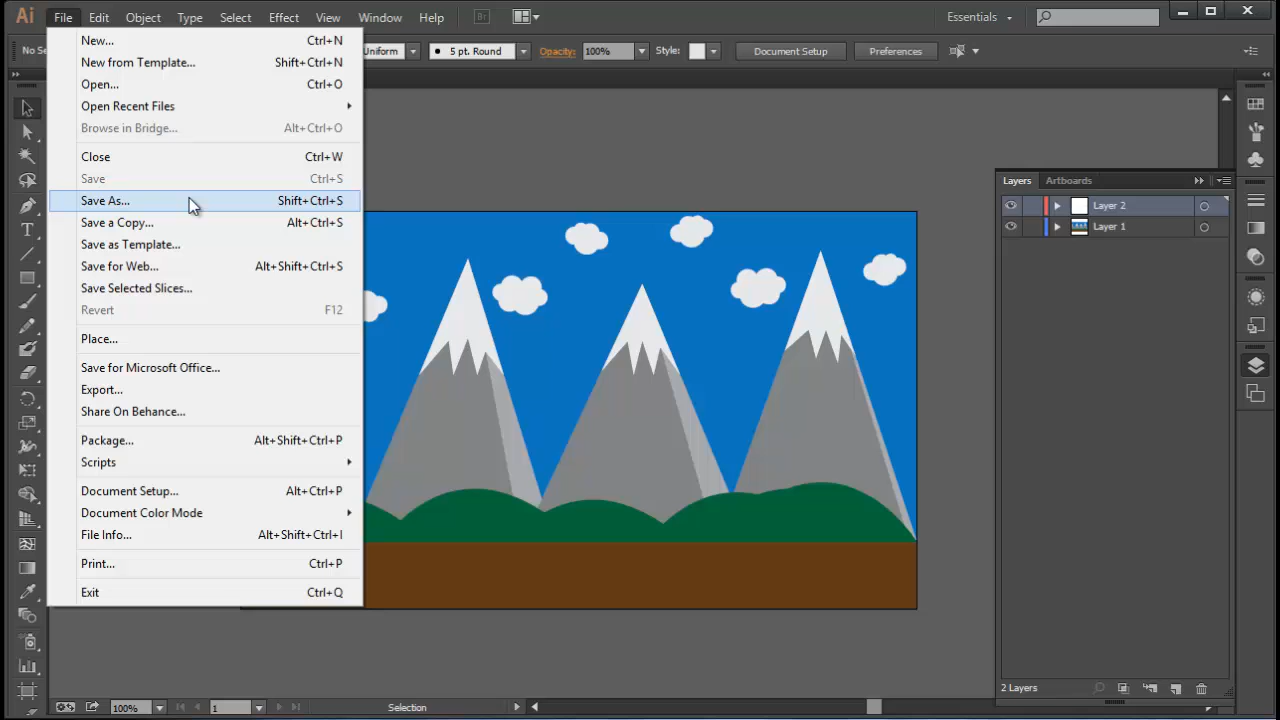 Ai File Edit Object Type Select Effect View Window Help Br Essentials
No Se Uniform 5 pt. Round Opacity: 100% Style: Document Setup Preferences
New... Ctrl+N
New from Template... Shift+Ctrl+N
Open... Ctrl+O
Open Recent Files
Browse in Bridge... Alt+Ctrl+O
Close Ctrl+W
Save Ctrl+S
Save As... Shift+Ctrl+S
Save a Copy... Alt+Ctrl+S
Save as Template...
Save for Web... Alt+Shift+Ctrl+S
Save Selected Slices...
Revert F12
Place...
Save for Microsoft Office...
Export...
Share On Behance...
Package... Alt+Shift+Ctrl+P
Scripts
Document Setup... Alt+Ctrl+P
Document Color Mode
File Info... Alt+Shift+Ctrl+I
Print... Ctrl+P
Exit Ctrl+Q
Layers Artboards
Layer 2
Layer 1
2 Layers
100% 1 Selection